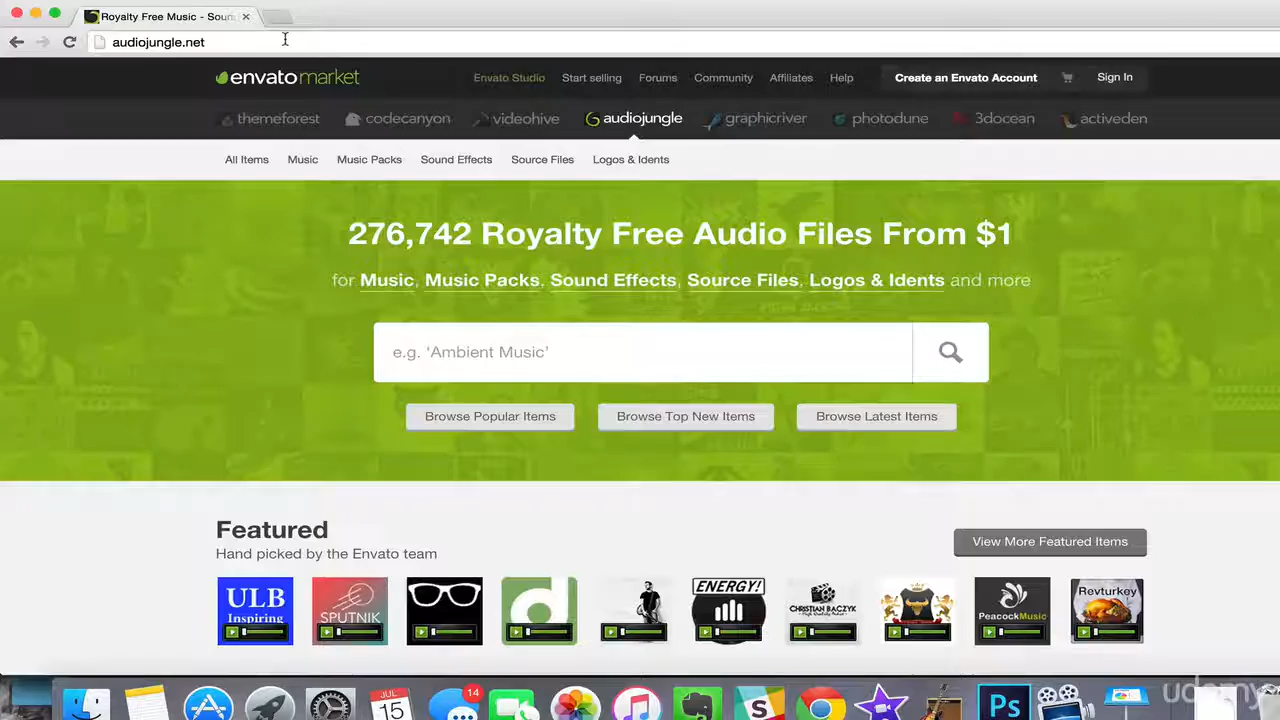 Royalty Free Music - Soun
audiojungle.net
envatomarket
Envato Studio Start selling Forums Community Affiliates Help Create an Envato Account Sign In
themeforest codecanyon videohive audiojungle graphicriver photodune 3docean activeden
All Items Music Music Packs Sound Effects Source Files Logos & Idents
276,742 Royalty Free Audio Files From $1
for Music, Music Packs, Sound Effects, Source Files, Logos & Idents and more
e.g. ‘Ambient Music’
Browse Popular Items Browse Top New Items Browse Latest Items
Featured
Hand picked by the Envato team
View More Featured Items
ULB
Inspiring
SPUTNIK
ENERGY!
CHRISTIAN BACZYK
PeacockMusic
Revturkey
14
JUL
15
Ps
udemy